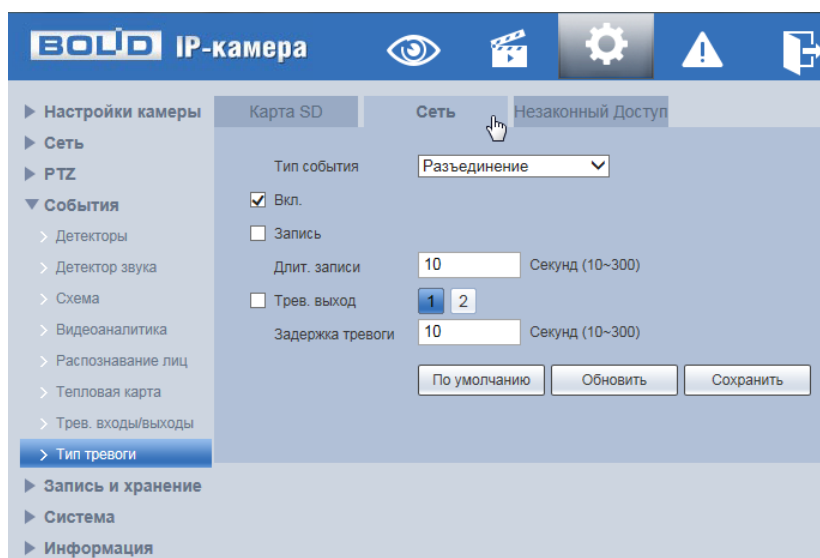 BOLID IP-камера
Настройки камеры
Сеть
PTZ
События
Детекторы
Детектор звука
Схема
Видеоаналитика
Распознавание лиц
Тепловая карта
Трев. входы/выходы
Тип тревоги
Запись и хранение
Система
Информация
Карта SD Сеть Незаконный Доступ
Тип события Разъединение
Вкл.
Запись
Длит. записи 10 Секунд (10~300)
Трев. выход 1 2
Задержка тревоги 10 Секунд (10~300)
По умолчанию Обновить Сохранить